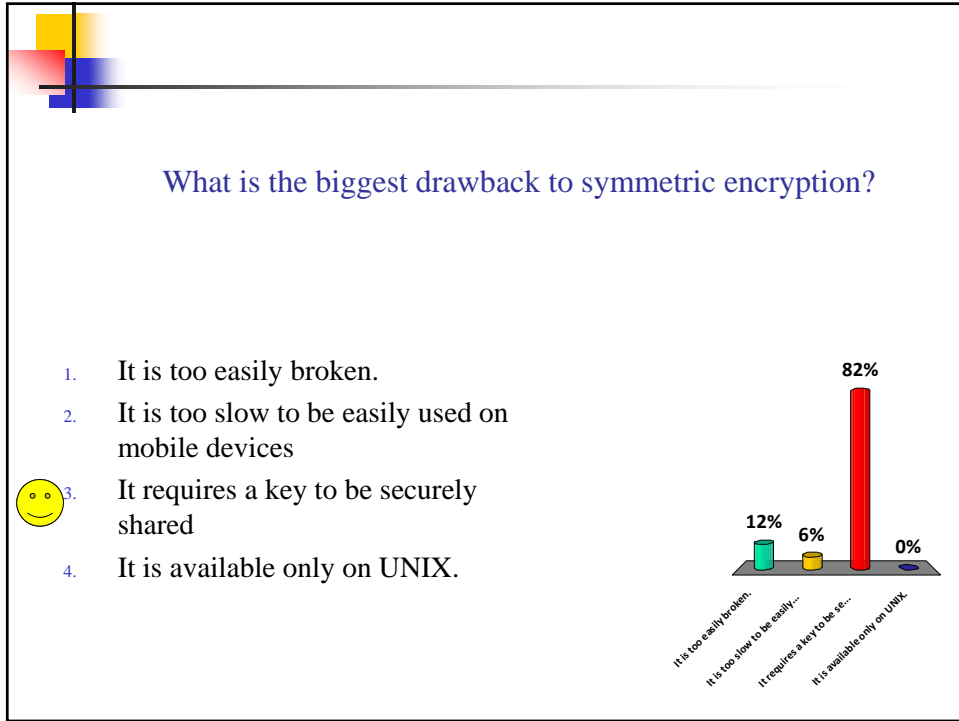 What is the biggest drawback to symmetric encryption?
1. It is too easily broken.
2. It is too slow to be easily used on
mobile devices
3. It requires a key to be securely
shared
4. It is available only on UNIX.
82%
12%
6%
0%
It is too easily broken.
It is too slow to be easily...
It requires a key to be se...
It is available only on UNIX.